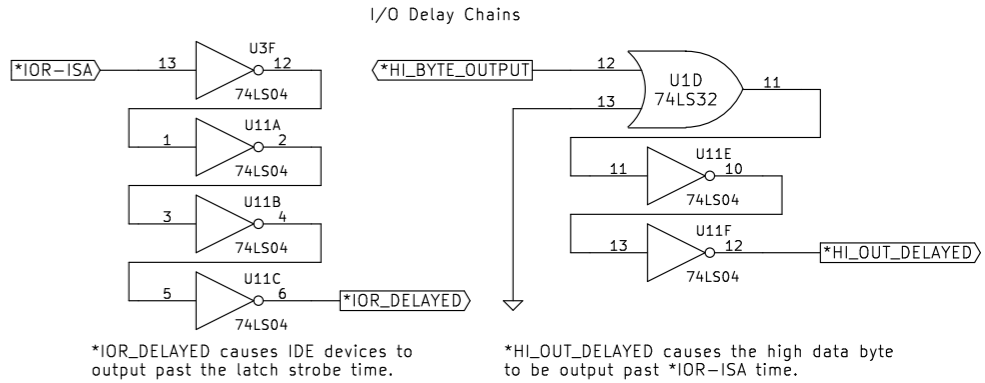 I/O Delay Chains
*IOR-ISA
13
U3F
12
74LS04
1
U11A
2
74LS04
3
U11B
4
74LS04
5
U11C
6
74LS04
*IOR_DELAYED
*IOR_DELAYED causes IDE devices to
output past the latch strobe time.
*HI_BYTE_OUTPUT
12
13
U1D
74LS32
11
11
U11E
10
74LS04
13
U11F
12
74LS04
*HI_OUT_DELAYED
*HI_OUT_DELAYED causes the high data byte
to be output past *IOR-ISA time.